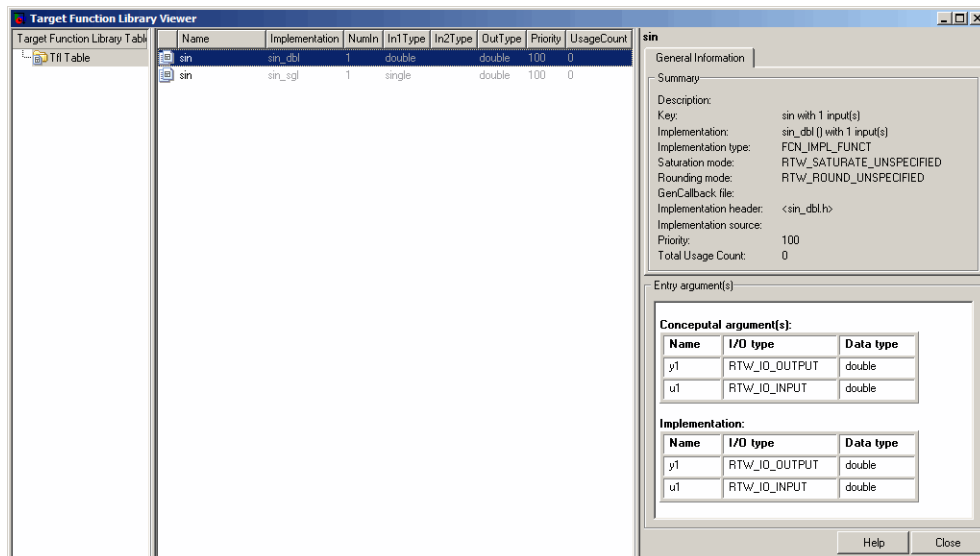 Target Function Library Viewer
Target Function Library Table
Tfl Table
Name Implementation NumIn In1Type In2Type OutType Priority UsageCount
sin sin_dbl 1 double double 100 0
sin sin_sgl 1 single double 100 0
sin
General Information
Summary
Description:
Key: sin with 1 input(s)
Implementation: sin_dbl () with 1 input(s)
Implementation type: FCN_IMPL_FUNCT
Saturation mode: RTW_SATURATE_UNSPECIFIED
Rounding mode: RTW_ROUND_UNSPECIFIED
GenCallback file:
Implementation header: <sin_dbl.h>
Implementation source:
Priority: 100
Total Usage Count: 0
Entry argument(s)
Conceputal argument(s):
Name I/O type Data type
y1 RTW_IO_OUTPUT double
u1 RTW_IO_INPUT double
Implementation:
Name I/O type Data type
y1 RTW_IO_OUTPUT double
u1 RTW_IO_INPUT double
Help Close